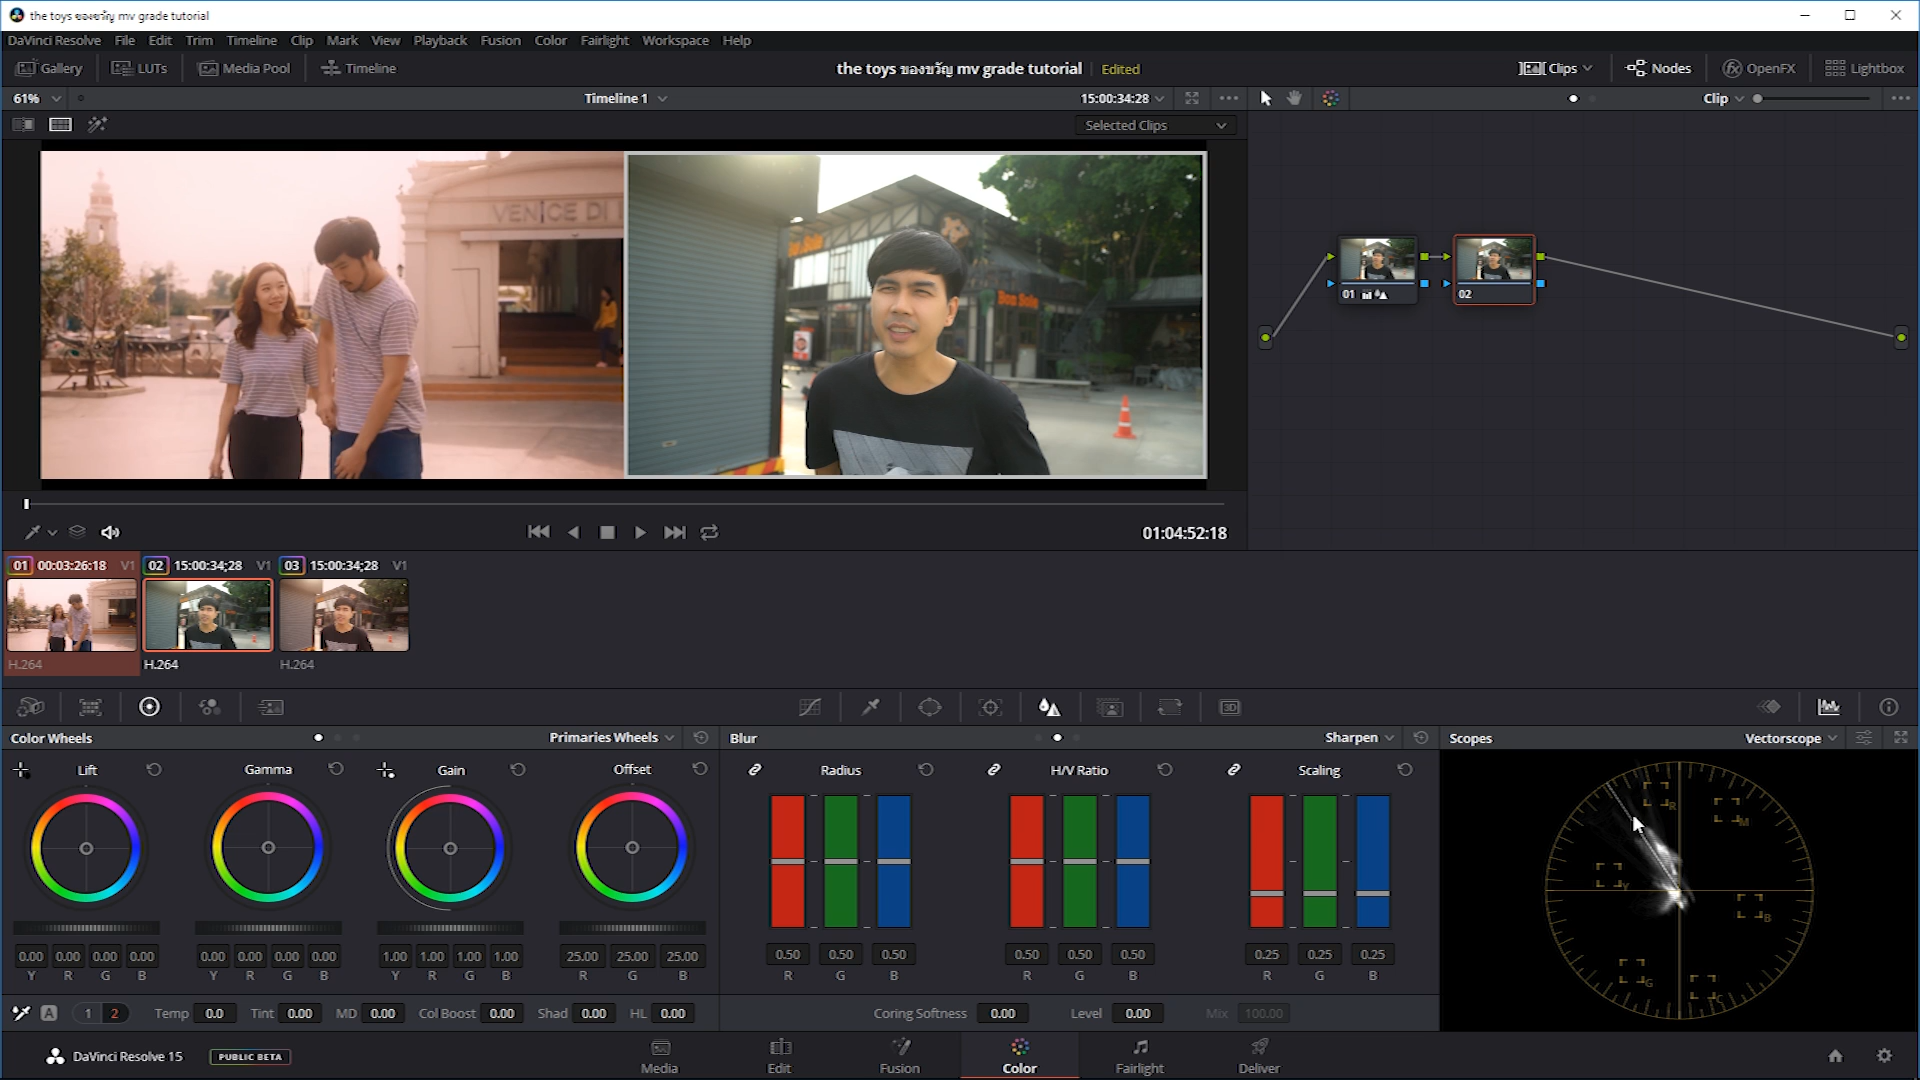 the toys ของขวัญ mv grade tutorial
DaVinci Resolve File Edit Trim Timeline Clip Mark View Playback Fusion Color Fairlight Workspace Help
Gallery LUTs Media Pool Timeline the toys ของขวัญ mv grade tutorial Edited Clips Nodes OpenFX Lightbox
61% Timeline 1 15:00:34:28 Clip
Selected Clips
VENICE DI
Boa Sole
Boa Sole
01 02
01:04:52:18
01 00:03:26:18 V1 02 15:00:34;28 V1 03 15:00:34;28 V1
H.264 H.264 H.264
3D
Color Wheels Primaries Wheels Blur Sharpen Scopes Vectorscope
Lift Gamma Gain Offset Radius H/V Ratio Scaling
R M Y B G C
0.00 0.00 0.00 0.00 0.00 0.00 0.00 0.00 1.00 1.00 1.00 1.00 25.00 25.00 25.00 0.50 0.50 0.50 0.50 0.50 0.50 0.25 0.25 0.25
Y R G B Y R G B Y R G B R G B R G B R G B R G B
A 1 2 Temp 0.0 Tint 0.00 MD 0.00 Col Boost 0.00 Shad 0.00 HL 0.00 Coring Softness 0.00 Level 0.00 Mix 100.00
DaVinci Resolve 15 PUBLIC BETA Media Edit Fusion Color Fairlight Deliver